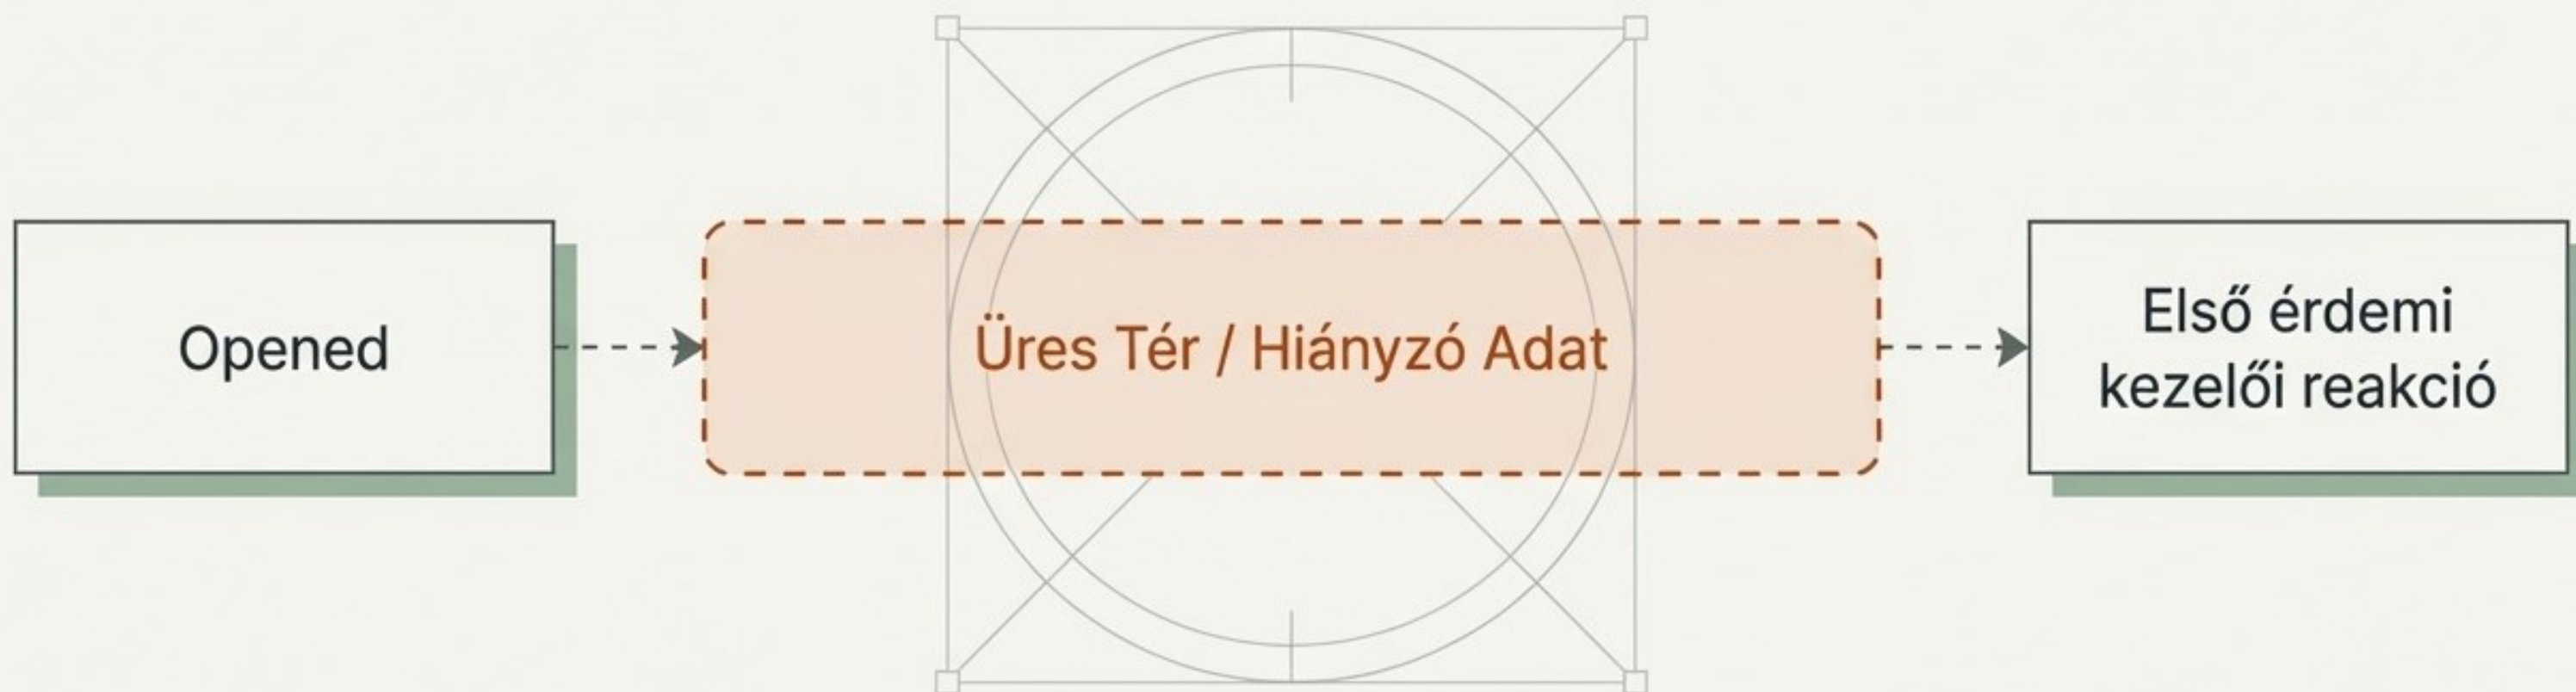 Opened
Üres Tér / Hiányzó Adat
Első érdemi
kezelői reakció